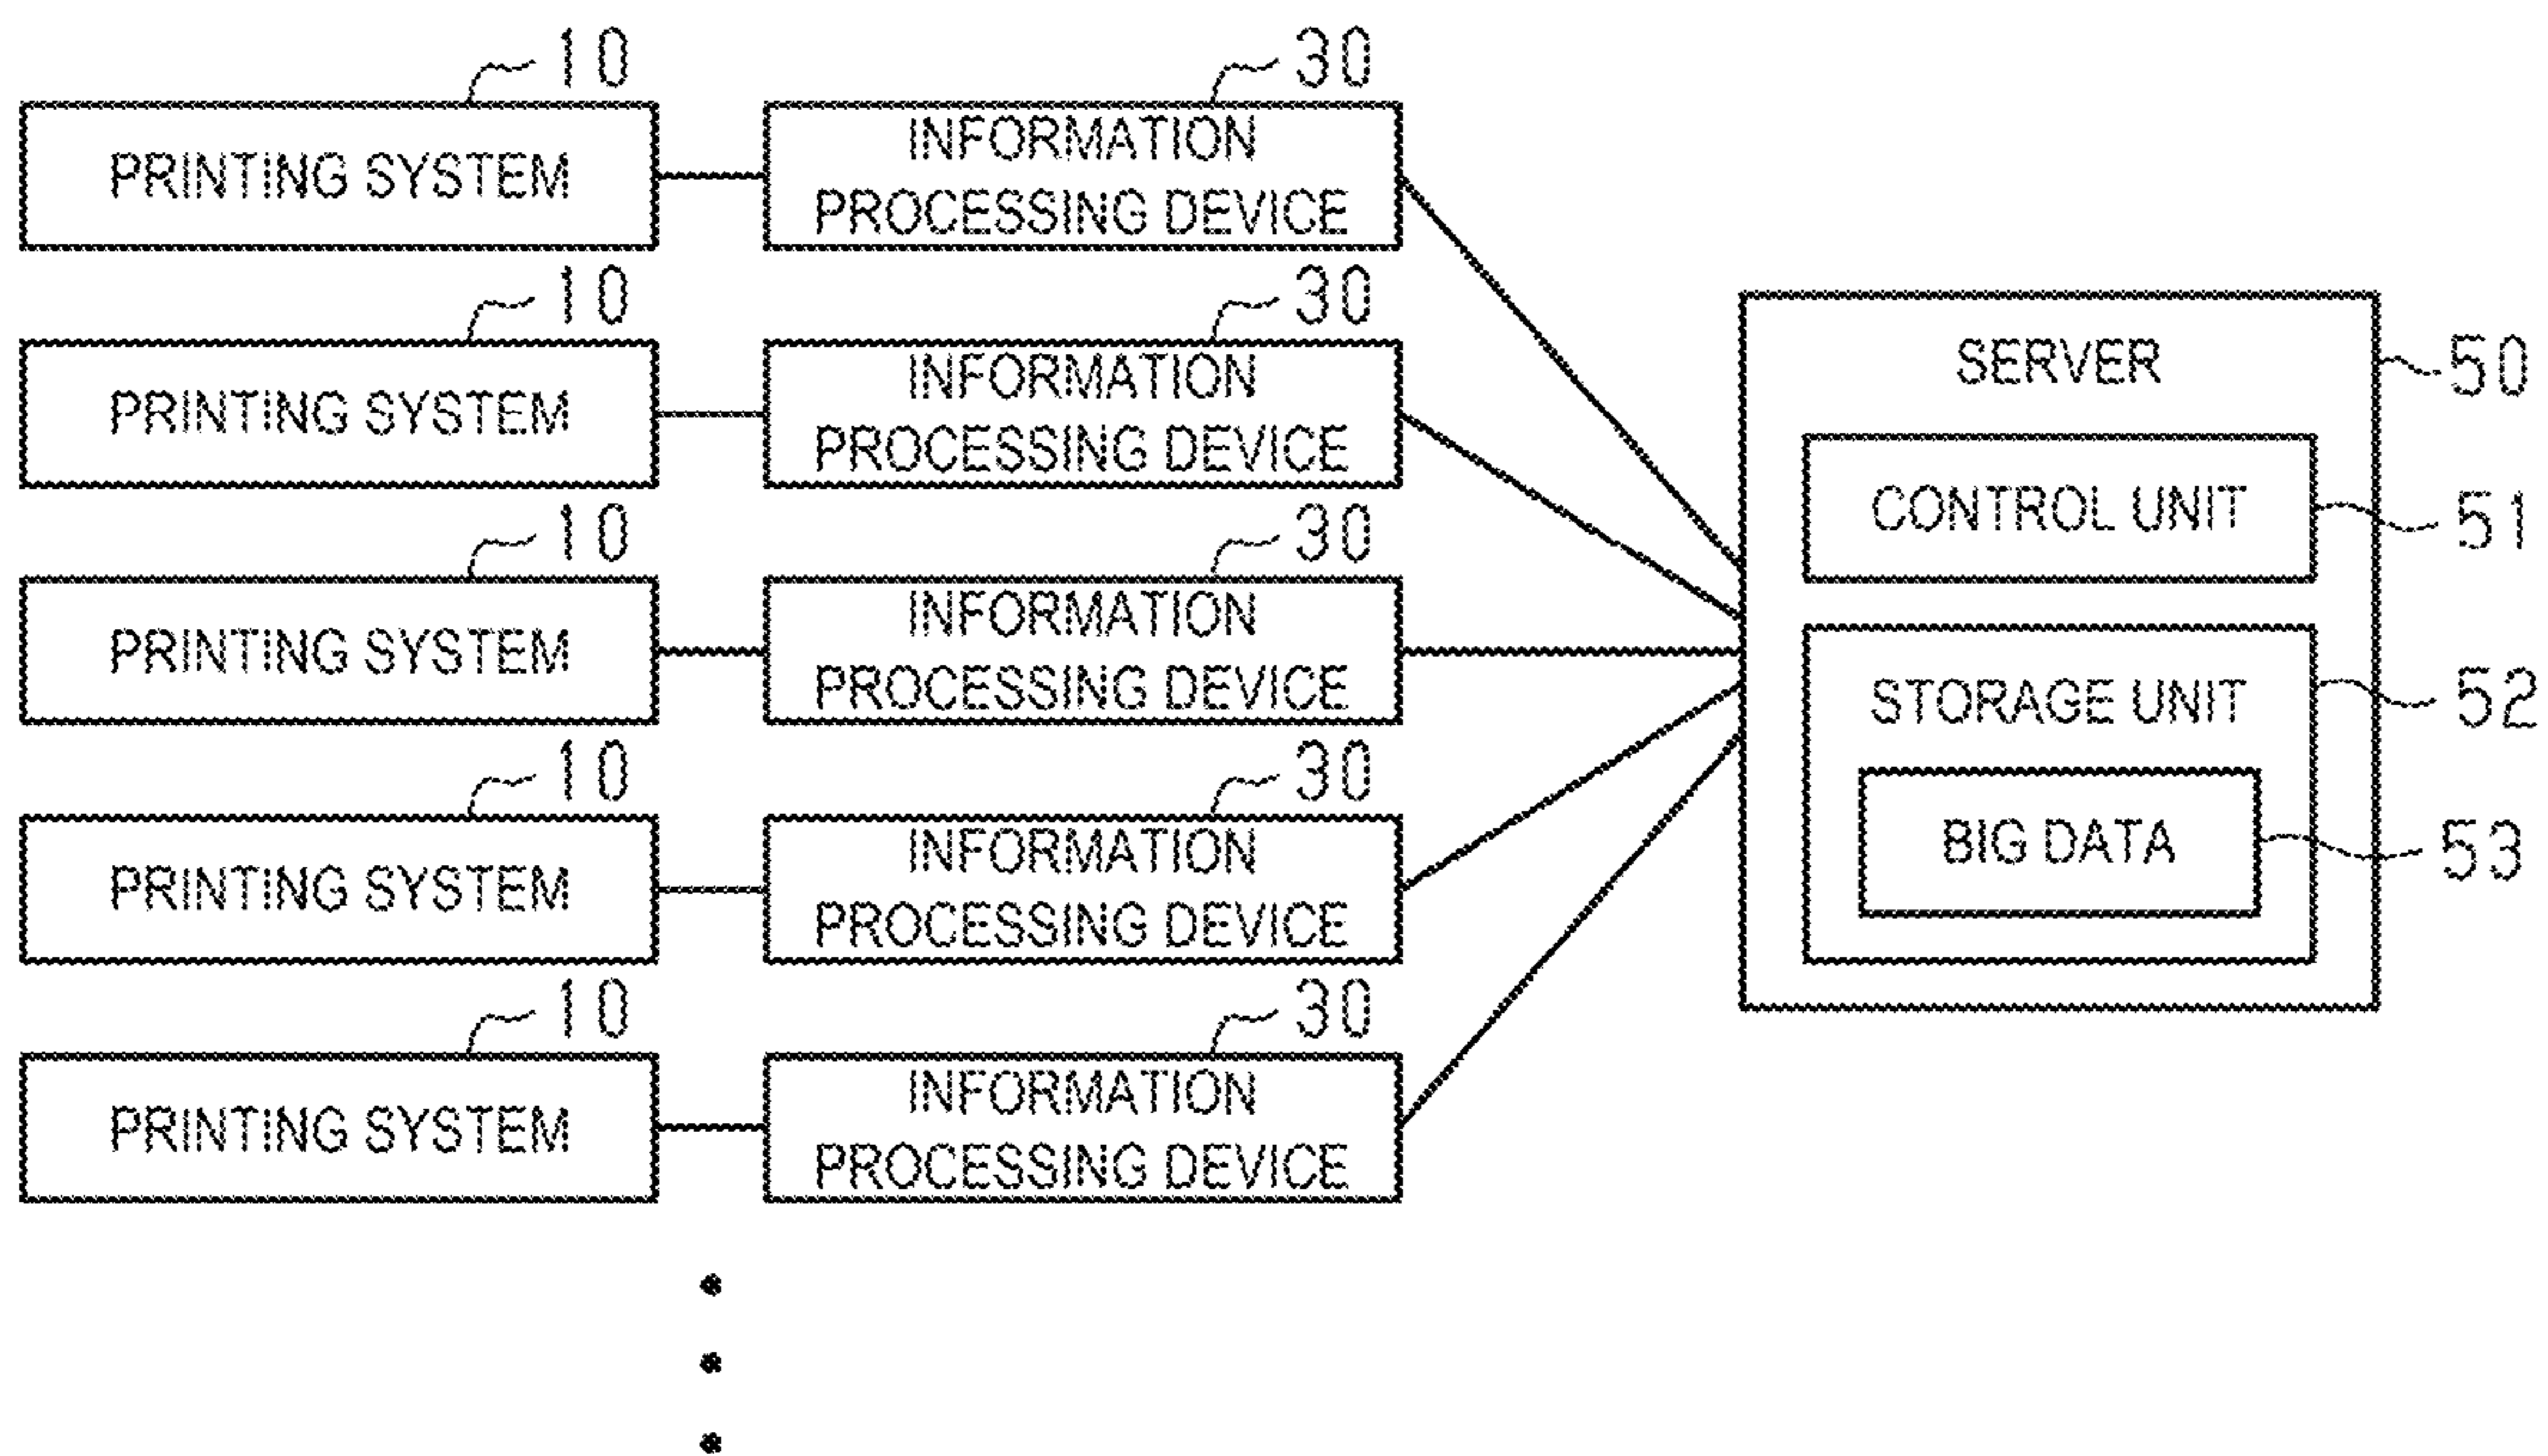 10 30
PRINTING SYSTEM
INFORMATION
PROCESSING DEVICE
10 30
PRINTING SYSTEM
INFORMATION
PROCESSING DEVICE
10 30
PRINTING SYSTEM
INFORMATION
PROCESSING DEVICE
10 30
PRINTING SYSTEM
INFORMATION
PROCESSING DEVICE
10 30
PRINTING SYSTEM
INFORMATION
PROCESSING DEVICE
SERVER 50
CONTROL UNIT 51
STORAGE UNIT 52
BIG DATA 53